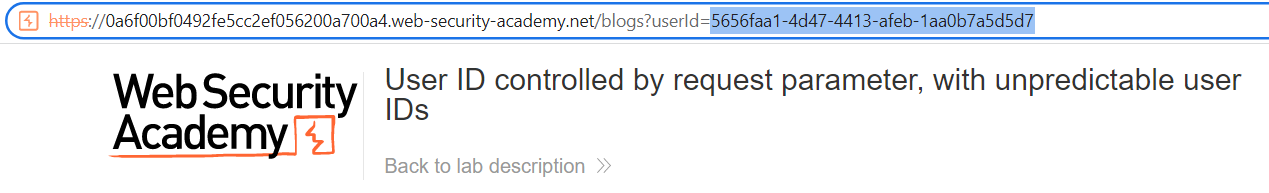 https://0a6f00bf0492fe5cc2ef056200a700a4.web-security-academy.net/blogs?userId=5656faa1-4d47-4413-afeb-1aa0b7a5d5d7
Web Security
Academy
User ID controlled by request parameter, with unpredictable user
IDs
Back to lab description